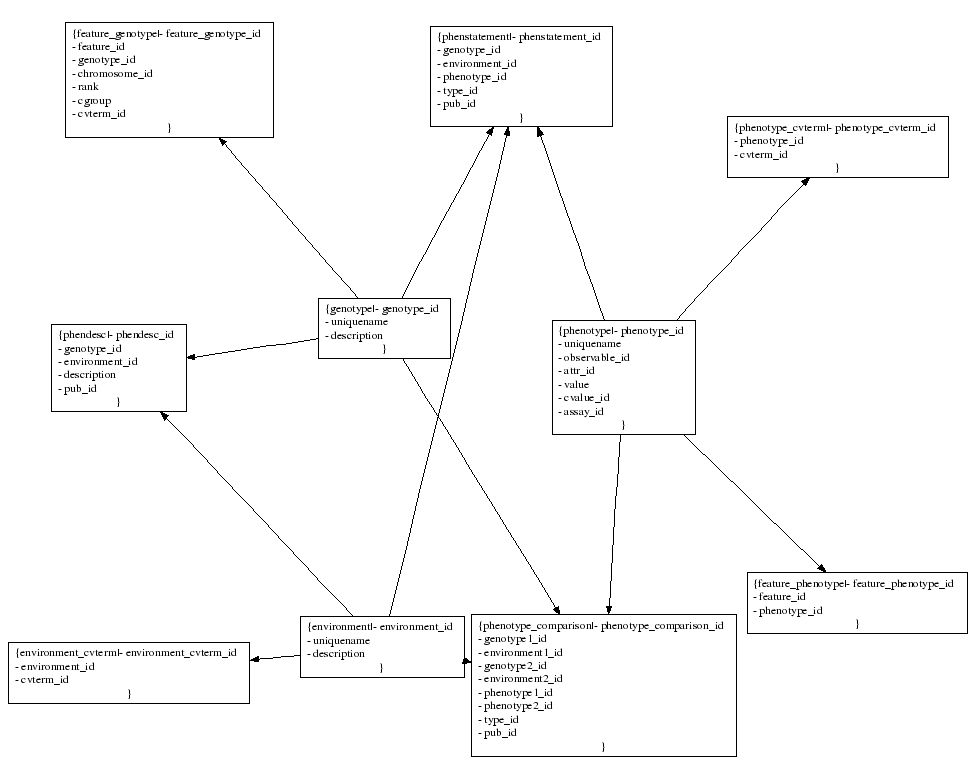 {feature_genotype|- feature_genotype_id
- feature_id
- genotype_id
- chromosome_id
- rank
- cgroup
- cvterm_id
}
{phenstatement|- phenstatement_id
- genotype_id
- environment_id
- phenotype_id
- type_id
- pub_id
}
{phenotype_cvterm|- phenotype_cvterm_id
- phenotype_id
- cvterm_id
}
{genotype|- genotype_id
- uniquename
- description
}
{phendesc|- phendesc_id
- genotype_id
- environment_id
- description
- pub_id
}
{phenotype|- phenotype_id
- uniquename
- observable_id
- attr_id
- value
- cvalue_id
- assay_id
}
{feature_phenotype|- feature_phenotype_id
- feature_id
- phenotype_id
}
{environment|- environment_id
- uniquename
- description
}
{phenotype_comparison|- phenotype_comparison_id
- genotype1_id
- environment1_id
- genotype2_id
- environment2_id
- phenotype1_id
- phenotype2_id
- type_id
- pub_id
}
{environment_cvterm|- environment_cvterm_id
- environment_id
- cvterm_id
}